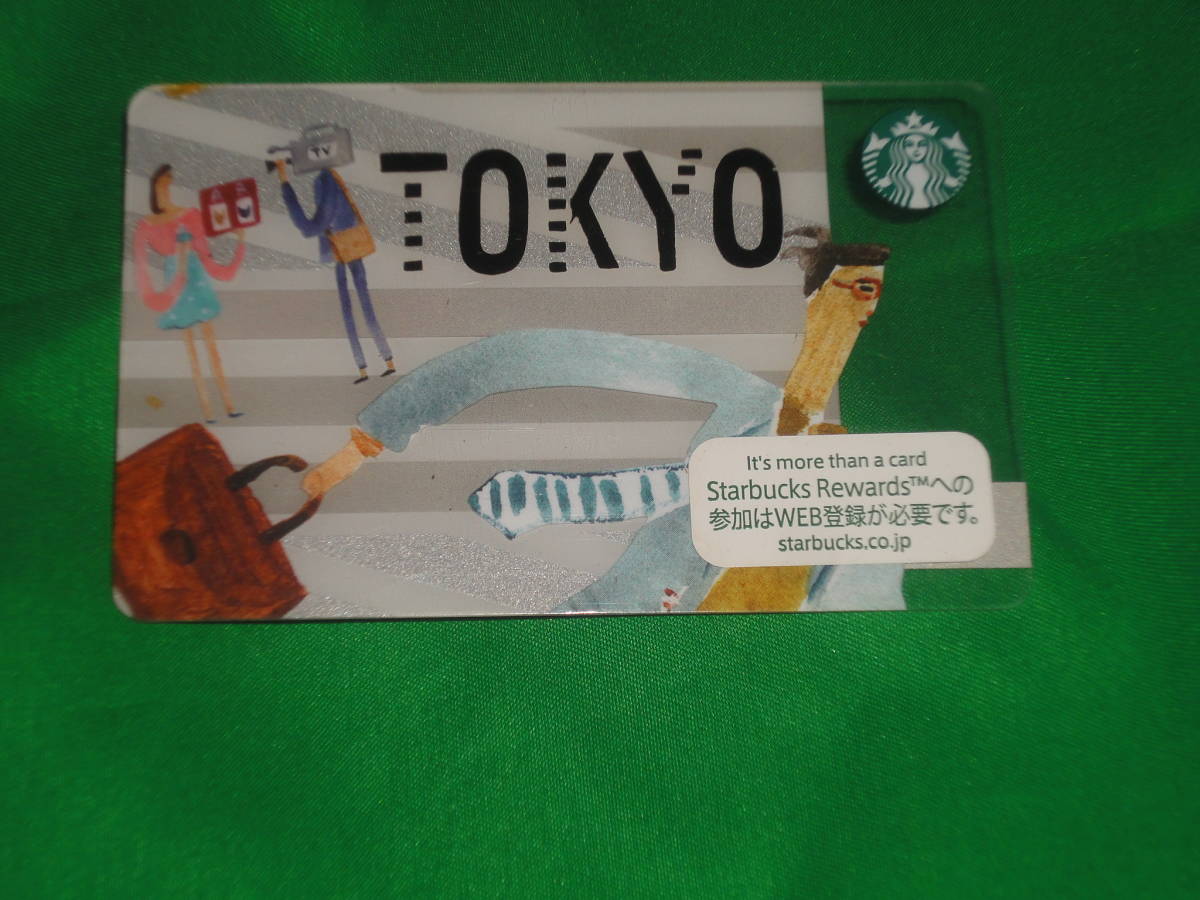 TV
TOKYO
It's more than a card
Starbucks Rewards™への
参加はWEB登録が必要です。
starbucks.co.jp